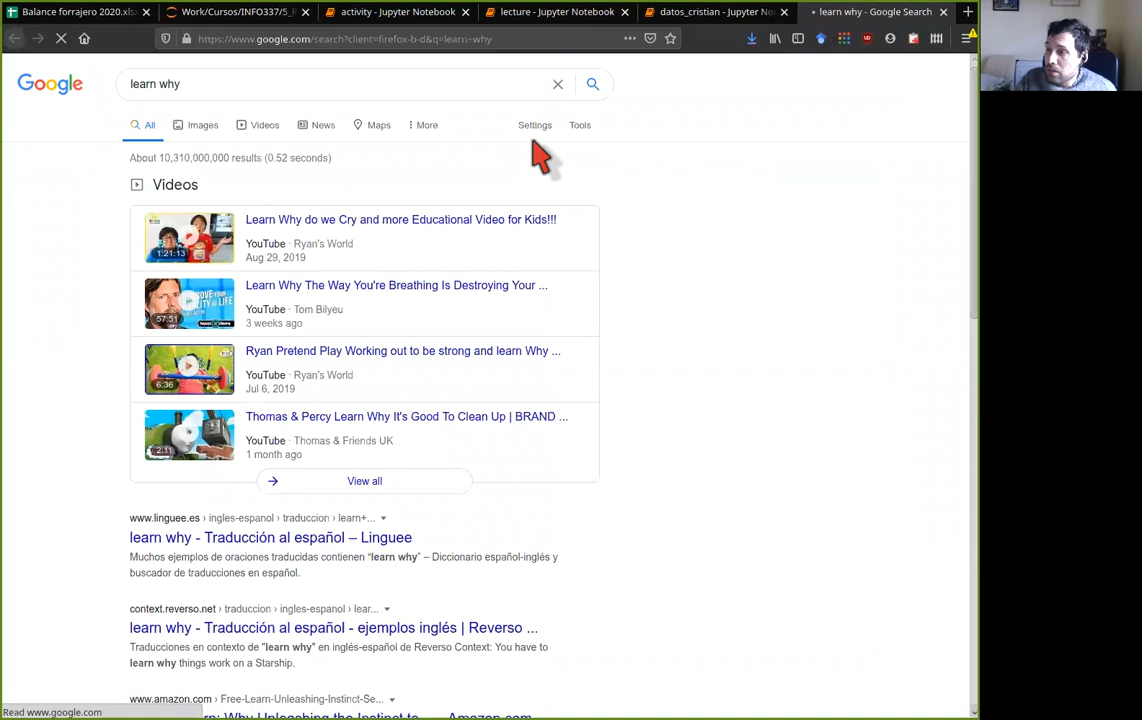 Balance forrajero 2020.xlsx
Work/Cursos/INFO337/5_P
activity - Jupyter Notebook
lecture - Jupyter Notebook
datos_cristian - Jupyter No
learn why - Google Search
https://www.google.com/search?client=firefox-b-d&q=learn+why
Google
learn why
All
Images
Videos
News
Maps
More
Settings
Tools
About 10,310,000,000 results (0.52 seconds)
Videos
1:21:13
Learn Why do we Cry and more Educational Video for Kids!!!
YouTube · Ryan's World
Aug 29, 2019
57:51
Learn Why The Way You're Breathing Is Destroying Your ...
YouTube · Tom Bilyeu
3 weeks ago
6:36
Ryan Pretend Play Working out to be strong and learn Why ...
YouTube · Ryan's World
Jul 6, 2019
2:11
Thomas & Percy Learn Why It's Good To Clean Up | BRAND ...
YouTube · Thomas & Friends UK
1 month ago
View all
www.linguee.es › ingles-espanol › traduccion › learn+...
learn why - Traducción al español – Linguee
Muchos ejemplos de oraciones traducidas contienen “learn why” – Diccionario español-inglés y
buscador de traducciones en español.
context.reverso.net › traduccion › ingles-espanol › lear...
learn why - Traducción al español - ejemplos inglés | Reverso ...
Traducciones en contexto de "learn why" en inglés-español de Reverso Context: You have to
learn why things work on a Starship.
www.amazon.com › Free-Learn-Unleashing-Instinct-Se...
Why Unleashing the Instinct to ... - Amazon.com
Read www.google.com